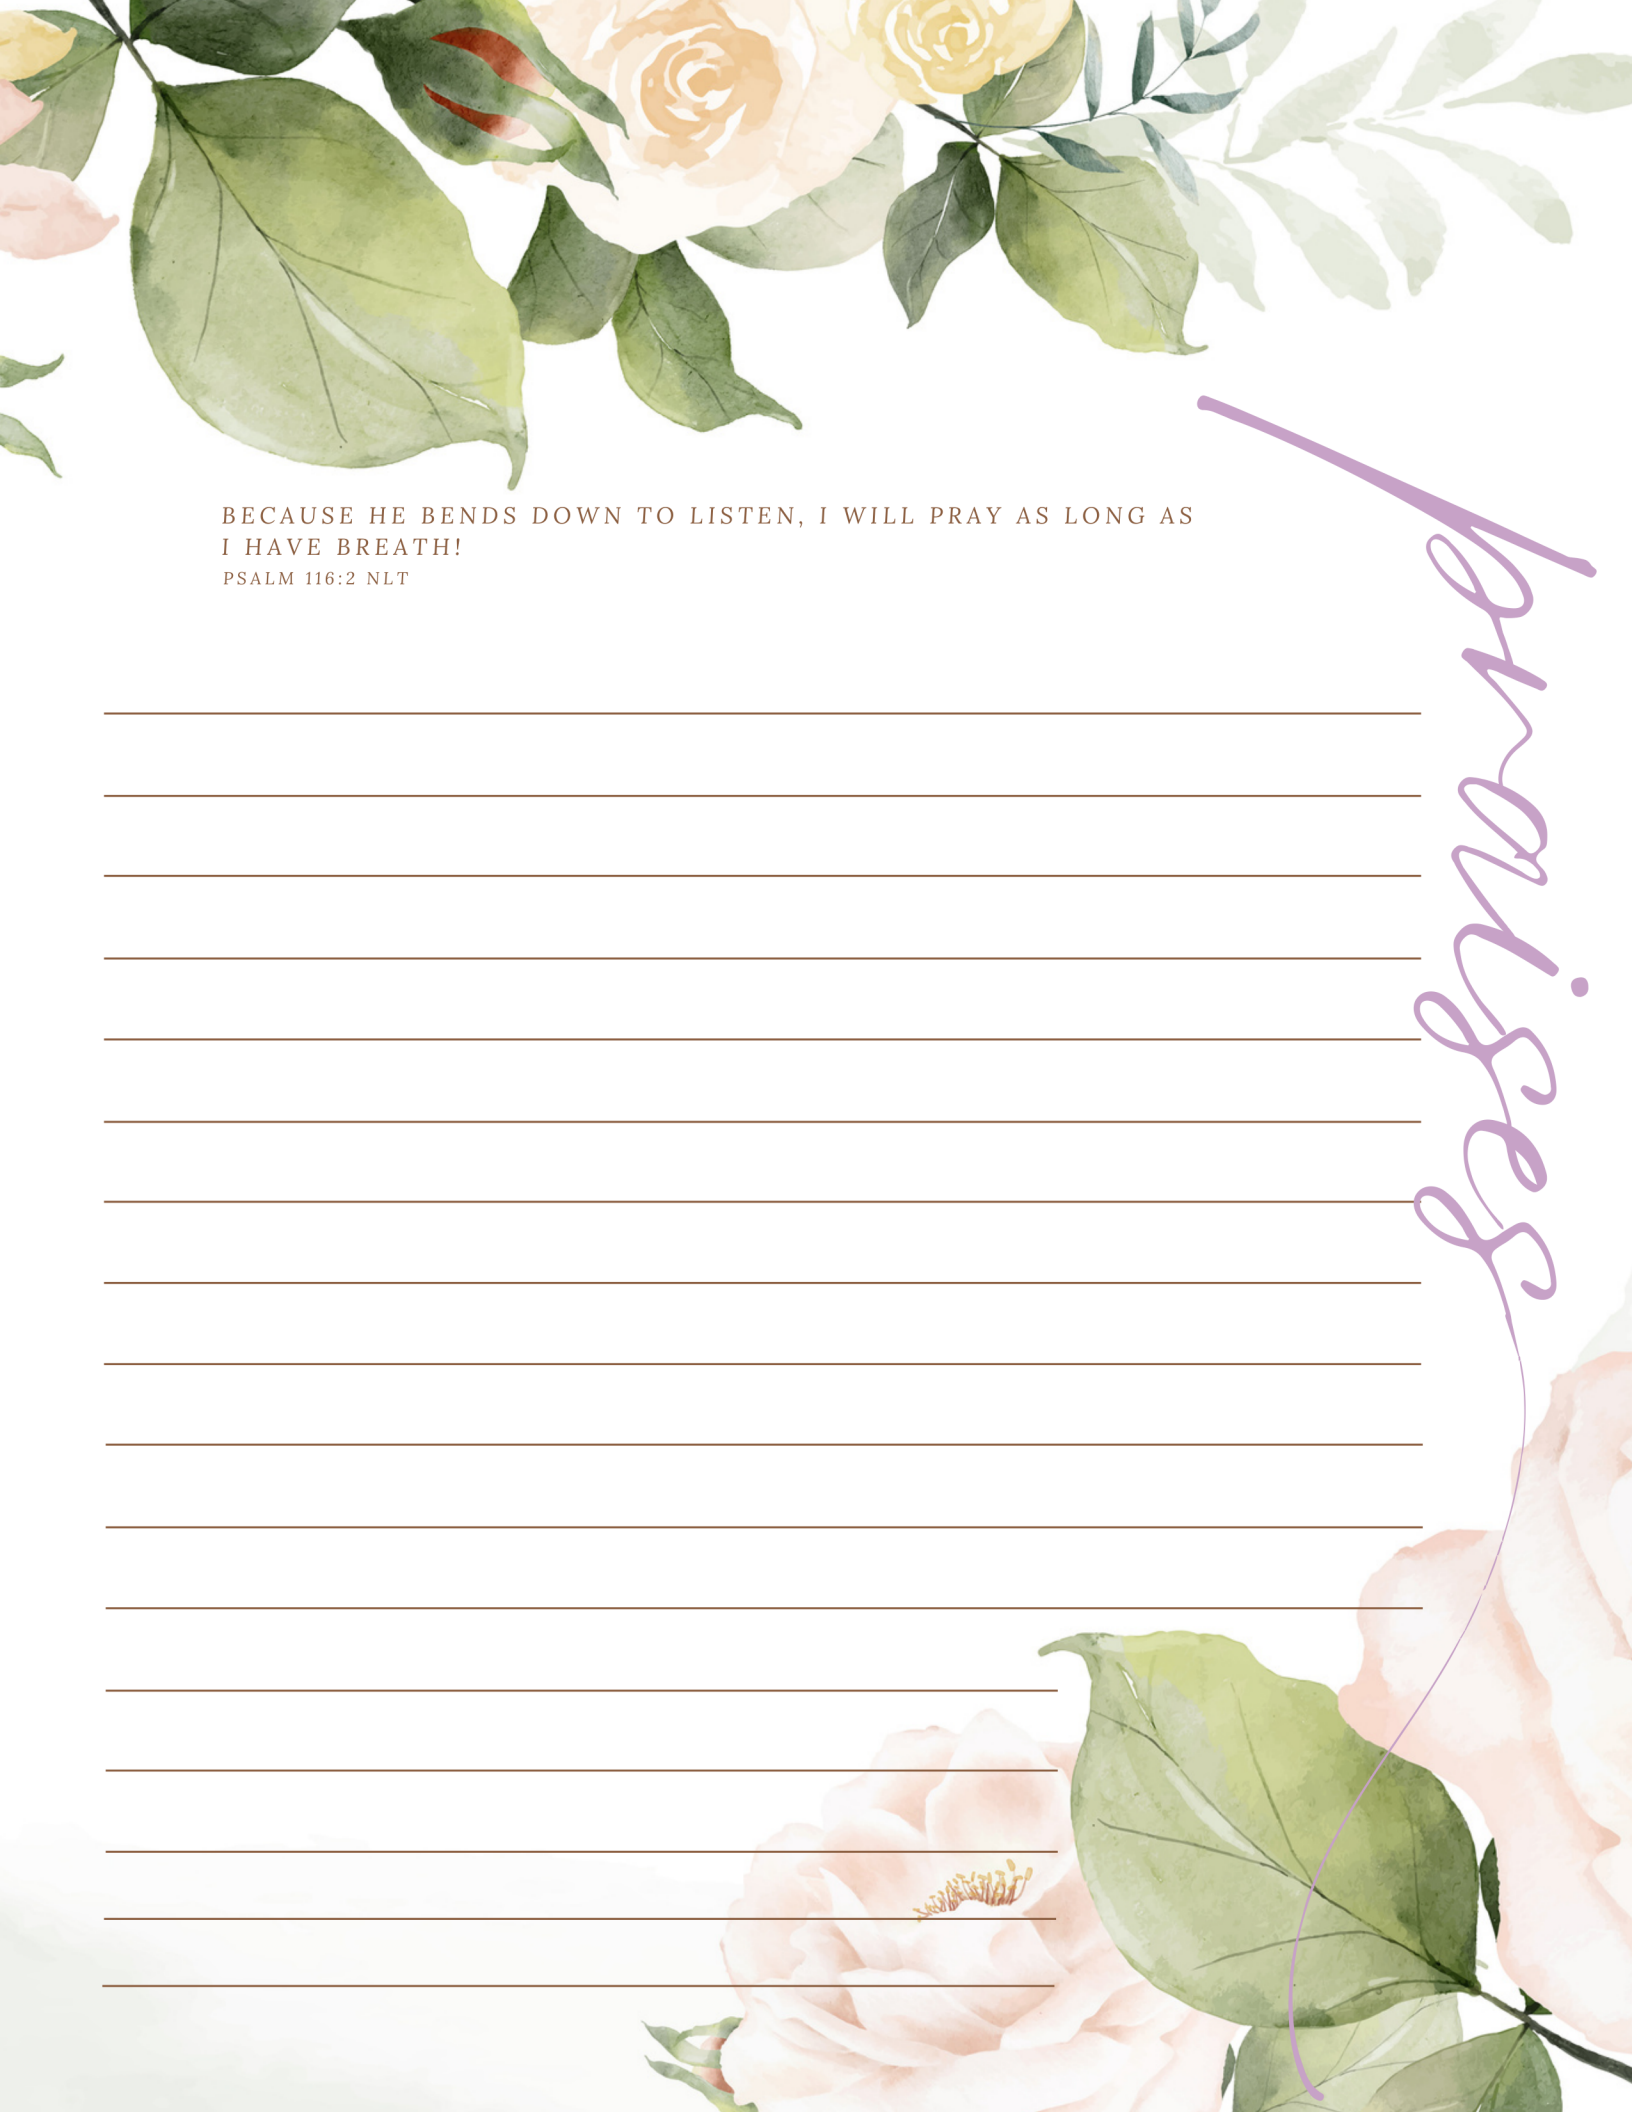 BECAUSE HE BENDS DOWN TO LISTEN, I WILL PRAY AS LONG AS
I HAVE BREATH!
PSALM 116:2 NLT
praises